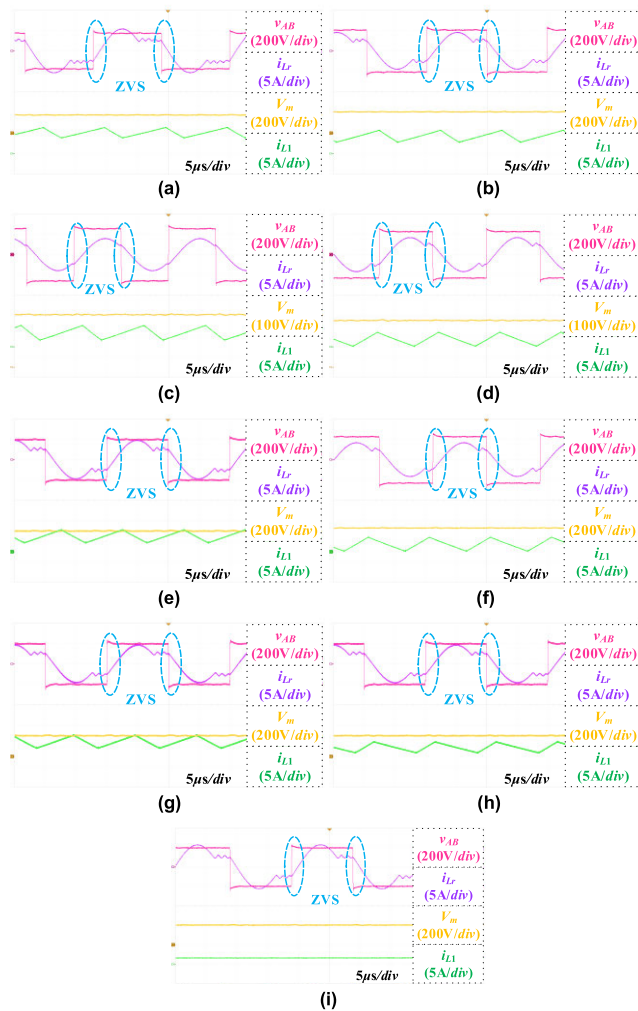 v_AB
(200V/div)
i_Lr
(5A/div)
V_m
(200V/div)
i_L1
(5A/div)
ZVS
5μs/div
(a)
v_AB
(200V/div)
i_Lr
(5A/div)
V_m
(200V/div)
i_L1
(5A/div)
ZVS
5μs/div
(b)
v_AB
(200V/div)
i_Lr
(5A/div)
V_m
(100V/div)
i_L1
(5A/div)
ZVS
5μs/div
(c)
v_AB
(200V/div)
i_Lr
(5A/div)
V_m
(100V/div)
i_L1
(5A/div)
ZVS
5μs/div
(d)
v_AB
(200V/div)
i_Lr
(5A/div)
V_m
(200V/div)
i_L1
(5A/div)
ZVS
5μs/div
(e)
v_AB
(200V/div)
i_Lr
(5A/div)
V_m
(200V/div)
i_L1
(5A/div)
ZVS
5μs/div
(f)
v_AB
(200V/div)
i_Lr
(5A/div)
V_m
(200V/div)
i_L1
(5A/div)
ZVS
5μs/div
(g)
v_AB
(200V/div)
i_Lr
(5A/div)
V_m
(200V/div)
i_L1
(5A/div)
ZVS
5μs/div
(h)
v_AB
(200V/div)
i_Lr
(5A/div)
V_m
(200V/div)
i_L1
(5A/div)
ZVS
5μs/div
(i)